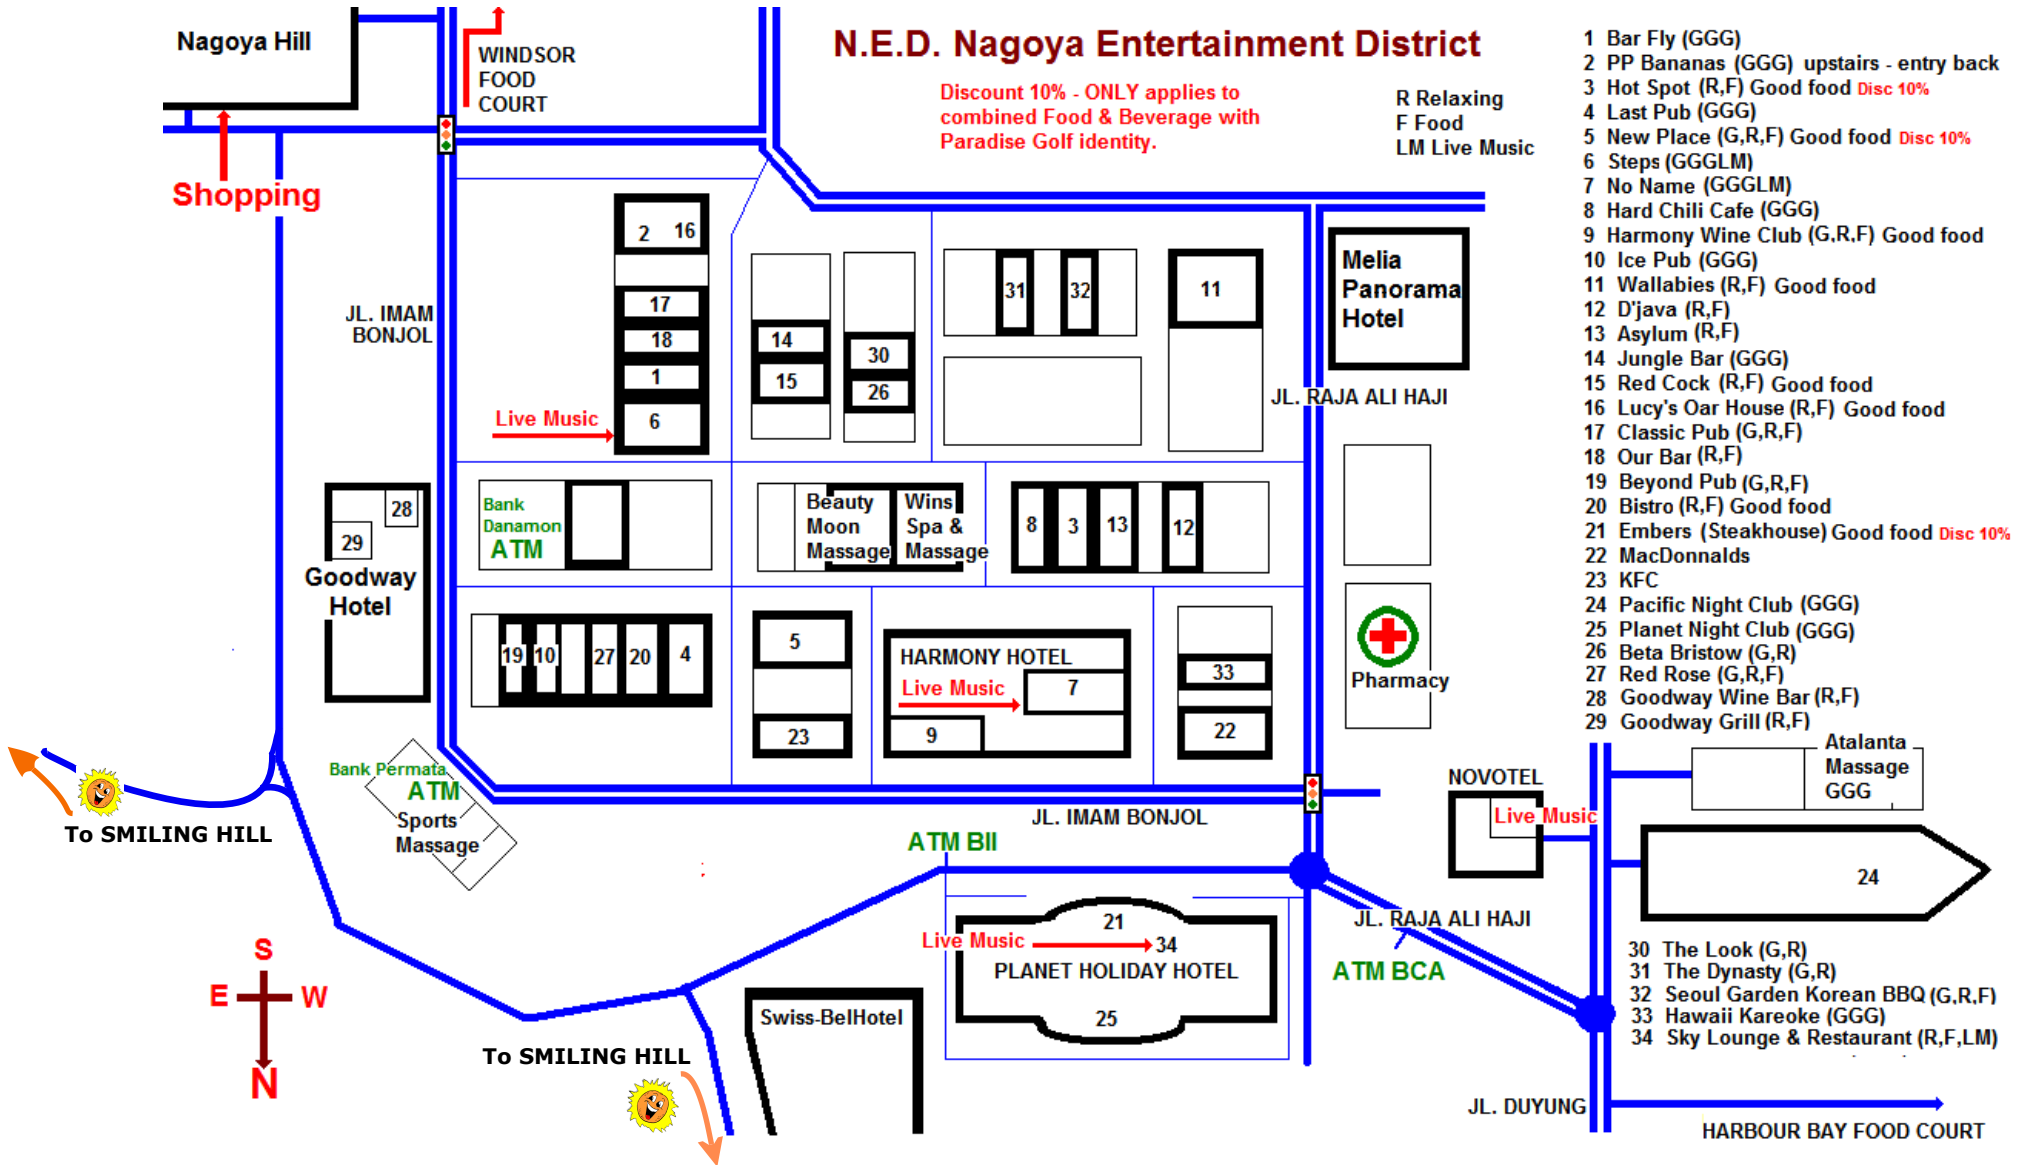 Nagoya Hill
WINDSOR
FOOD
COURT
Shopping
N.E.D. Nagoya Entertainment District
Discount 10% - ONLY applies to
combined Food & Beverage with
Paradise Golf identity.
R Relaxing
F Food
LM Live Music
1 Bar Fly (GGG)
2 PP Bananas (GGG) upstairs - entry back
3 Hot Spot (R,F) Good food Disc 10%
4 Last Pub (GGG)
5 New Place (G,R,F) Good food Disc 10%
6 Steps (GGGLM)
7 No Name (GGGLM)
8 Hard Chili Cafe (GGG)
9 Harmony Wine Club (G,R,F) Good food
10 Ice Pub (GGG)
11 Wallabies (R,F) Good food
12 D'java (R,F)
13 Asylum (R,F)
14 Jungle Bar (GGG)
15 Red Cock (R,F) Good food
16 Lucy's Oar House (R,F) Good food
17 Classic Pub (G,R,F)
18 Our Bar (R,F)
19 Beyond Pub (G,R,F)
20 Bistro (R,F) Good food
21 Embers (Steakhouse) Good food Disc 10%
22 MacDonnalds
23 KFC
24 Pacific Night Club (GGG)
25 Planet Night Club (GGG)
26 Beta Bristow (G,R)
27 Red Rose (G,R,F)
28 Goodway Wine Bar (R,F)
29 Goodway Grill (R,F)
2 16
17
18
1
6
Live Music
14
15
30
26
31 32
11
Melia
Panorama
Hotel
JL. IMAM
BONJOL
JL. RAJA ALI HAJI
28
29
Goodway
Hotel
Bank
Danamon
ATM
Beauty
Moon
Massage
Wins
Spa &
Massage
8 3 13 12
19 10 27 20 4
5
23
HARMONY HOTEL
Live Music
7
9
33
22
Pharmacy
Bank Permata
ATM
Sports
Massage
To SMILING HILL
JL. IMAM BONJOL
ATM BII
NOVOTEL
Live Music
Atalanta
Massage
GGG
24
JL. RAJA ALI HAJI
ATM BCA
21
Live Music
34
PLANET HOLIDAY HOTEL
25
Swiss-BelHotel
To SMILING HILL
S
E W
N
30 The Look (G,R)
31 The Dynasty (G,R)
32 Seoul Garden Korean BBQ (G,R,F)
33 Hawaii Kareoke (GGG)
34 Sky Lounge & Restaurant (R,F,LM)
JL. DUYUNG
HARBOUR BAY FOOD COURT